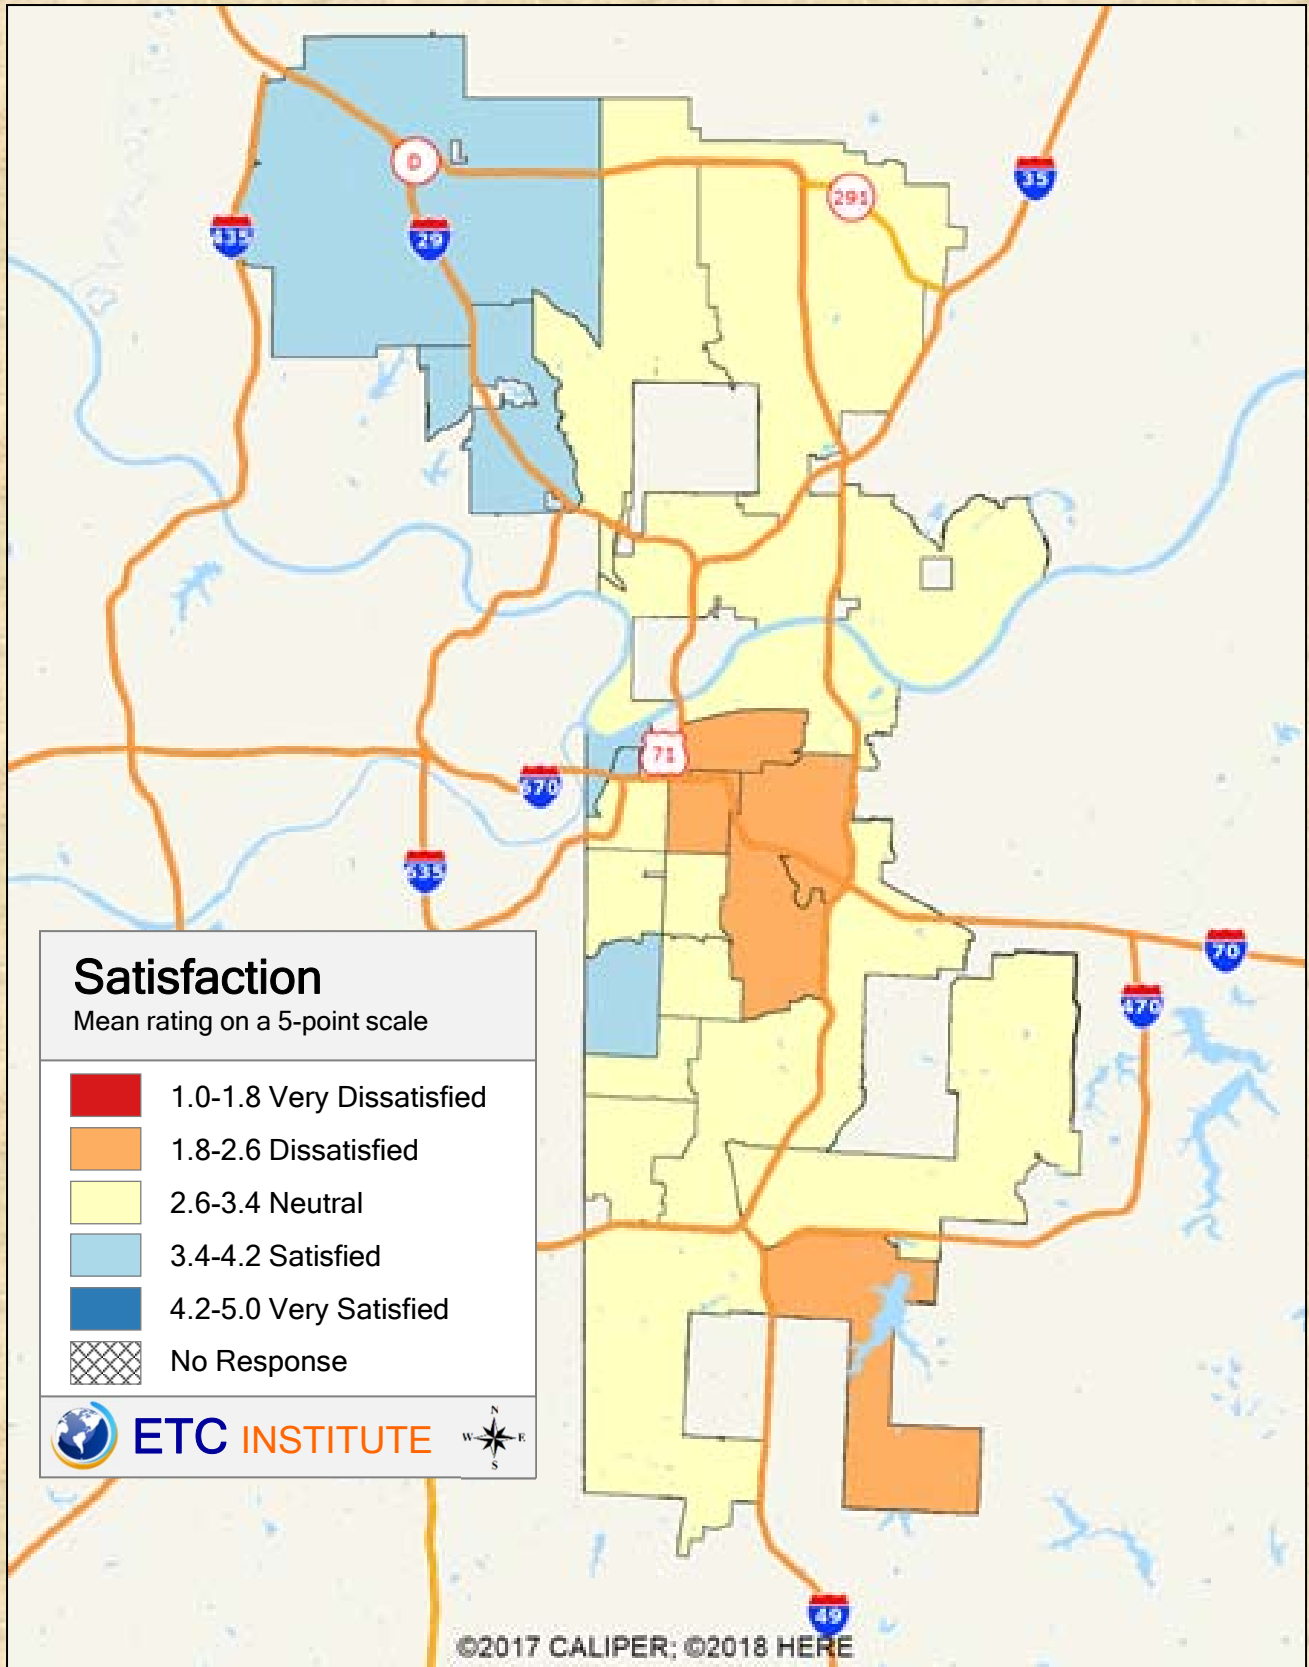 D
291
35
435
29
71
670
635
70
470
Satisfaction
Mean rating on a 5-point scale
1.0-1.8 Very Dissatisfied
1.8-2.6 Dissatisfied
2.6-3.4 Neutral
3.4-4.2 Satisfied
4.2-5.0 Very Satisfied
No Response
ETC INSTITUTE
N
W E
S
49
©2017 CALIPER; ©2018 HERE